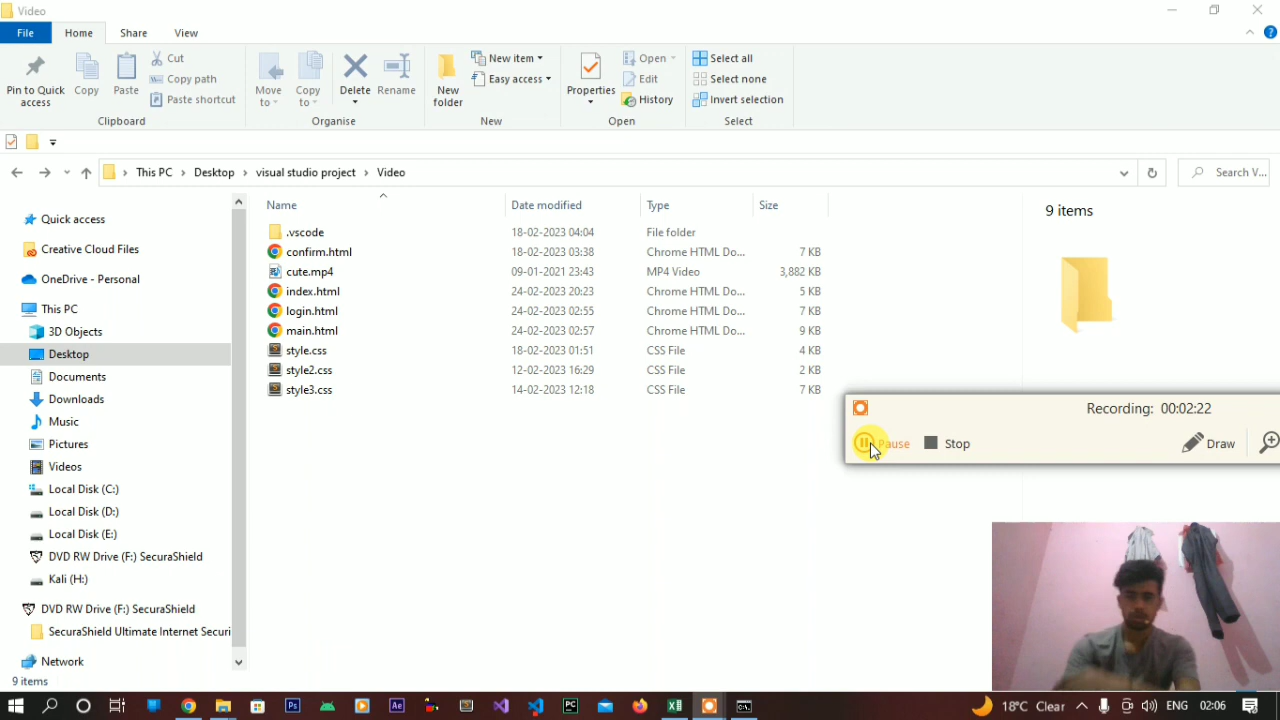 Video
File Home Share View
Pin to Quick access
Copy
Paste
Cut
Copy path
Paste shortcut
Clipboard
Move to
Copy to
Delete
Rename
Organise
New folder
New item
Easy access
New
Properties
Open
Edit
History
Open
Select all
Select none
Invert selection
Select
This PC Desktop visual studio project Video
Search V...
Name Date modified Type Size
.vscode 18-02-2023 04:04 File folder
confirm.html 18-02-2023 03:38 Chrome HTML Do... 7 KB
cute.mp4 09-01-2021 23:43 MP4 Video 3,882 KB
index.html 24-02-2023 20:23 Chrome HTML Do... 5 KB
login.html 24-02-2023 02:55 Chrome HTML Do... 7 KB
main.html 24-02-2023 02:57 Chrome HTML Do... 9 KB
style.css 18-02-2023 01:51 CSS File 4 KB
style2.css 12-02-2023 16:29 CSS File 2 KB
style3.css 14-02-2023 12:18 CSS File 7 KB
Quick access
Creative Cloud Files
OneDrive - Personal
This PC
3D Objects
Desktop
Documents
Downloads
Music
Pictures
Videos
Local Disk (C:)
Local Disk (D:)
Local Disk (E:)
DVD RW Drive (F:) SecuraShield
Kali (H:)
DVD RW Drive (F:) SecuraShield
SecuraShield Ultimate Internet Securi
Network
9 items
9 items
Recording: 00:02:22
Pause Stop Draw
Ps Ae PC
18°C Clear ENG 02:06